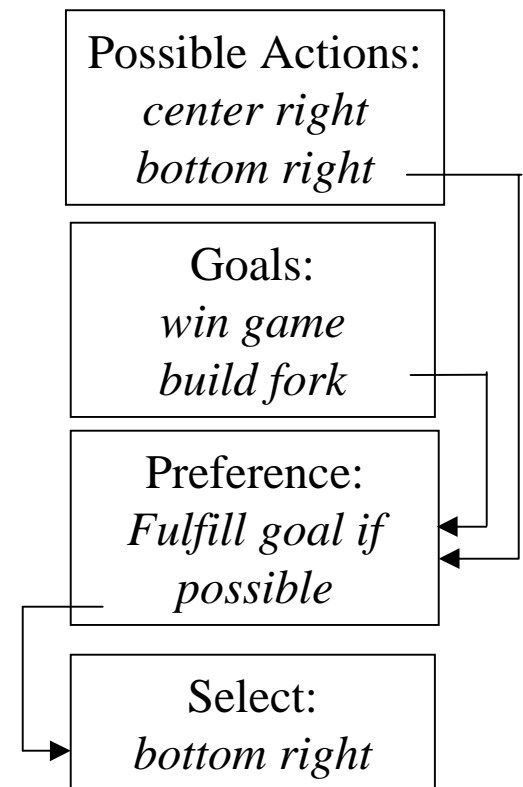 Possible Actions:
center right
bottom right
Goals:
win game
build fork
Preference:
Fulfill goal if
possible
Select:
bottom right